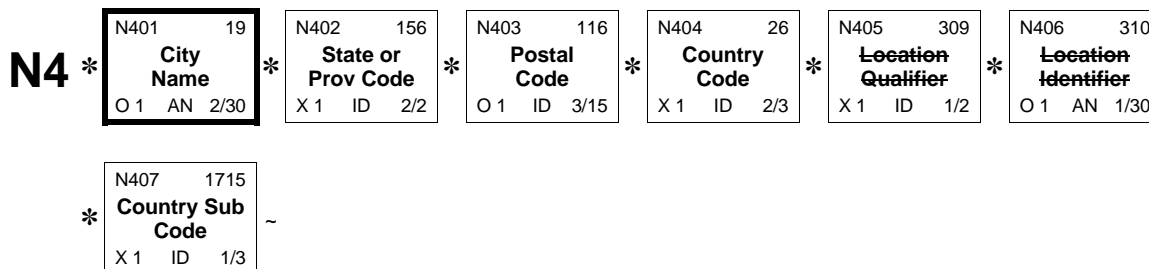 N401 19 N402 156 N403 116 N404 26 N405 309 N406 310
N4 * City Name * State or Prov Code * Postal Code * Country Code * Location Qualifier * Location Identifier
O 1 AN 2/30 X 1 ID 2/2 O 1 ID 3/15 X 1 ID 2/3 X 1 ID 1/2 O 1 AN 1/30
N407 1715
* Country Sub Code ~
X 1 ID 1/3